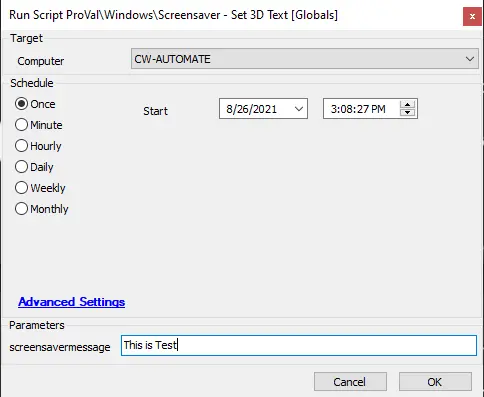 Run Script ProVal\Windows\Screensaver - Set 3D Text [Globals]
x
Target
Computer CW-AUTOMATE
Schedule
Once Start 8/26/2021 3:08:27 PM
Minute
Hourly
Daily
Weekly
Monthly
Advanced Settings
Parameters
screensavermessage This is Test
Cancel OK